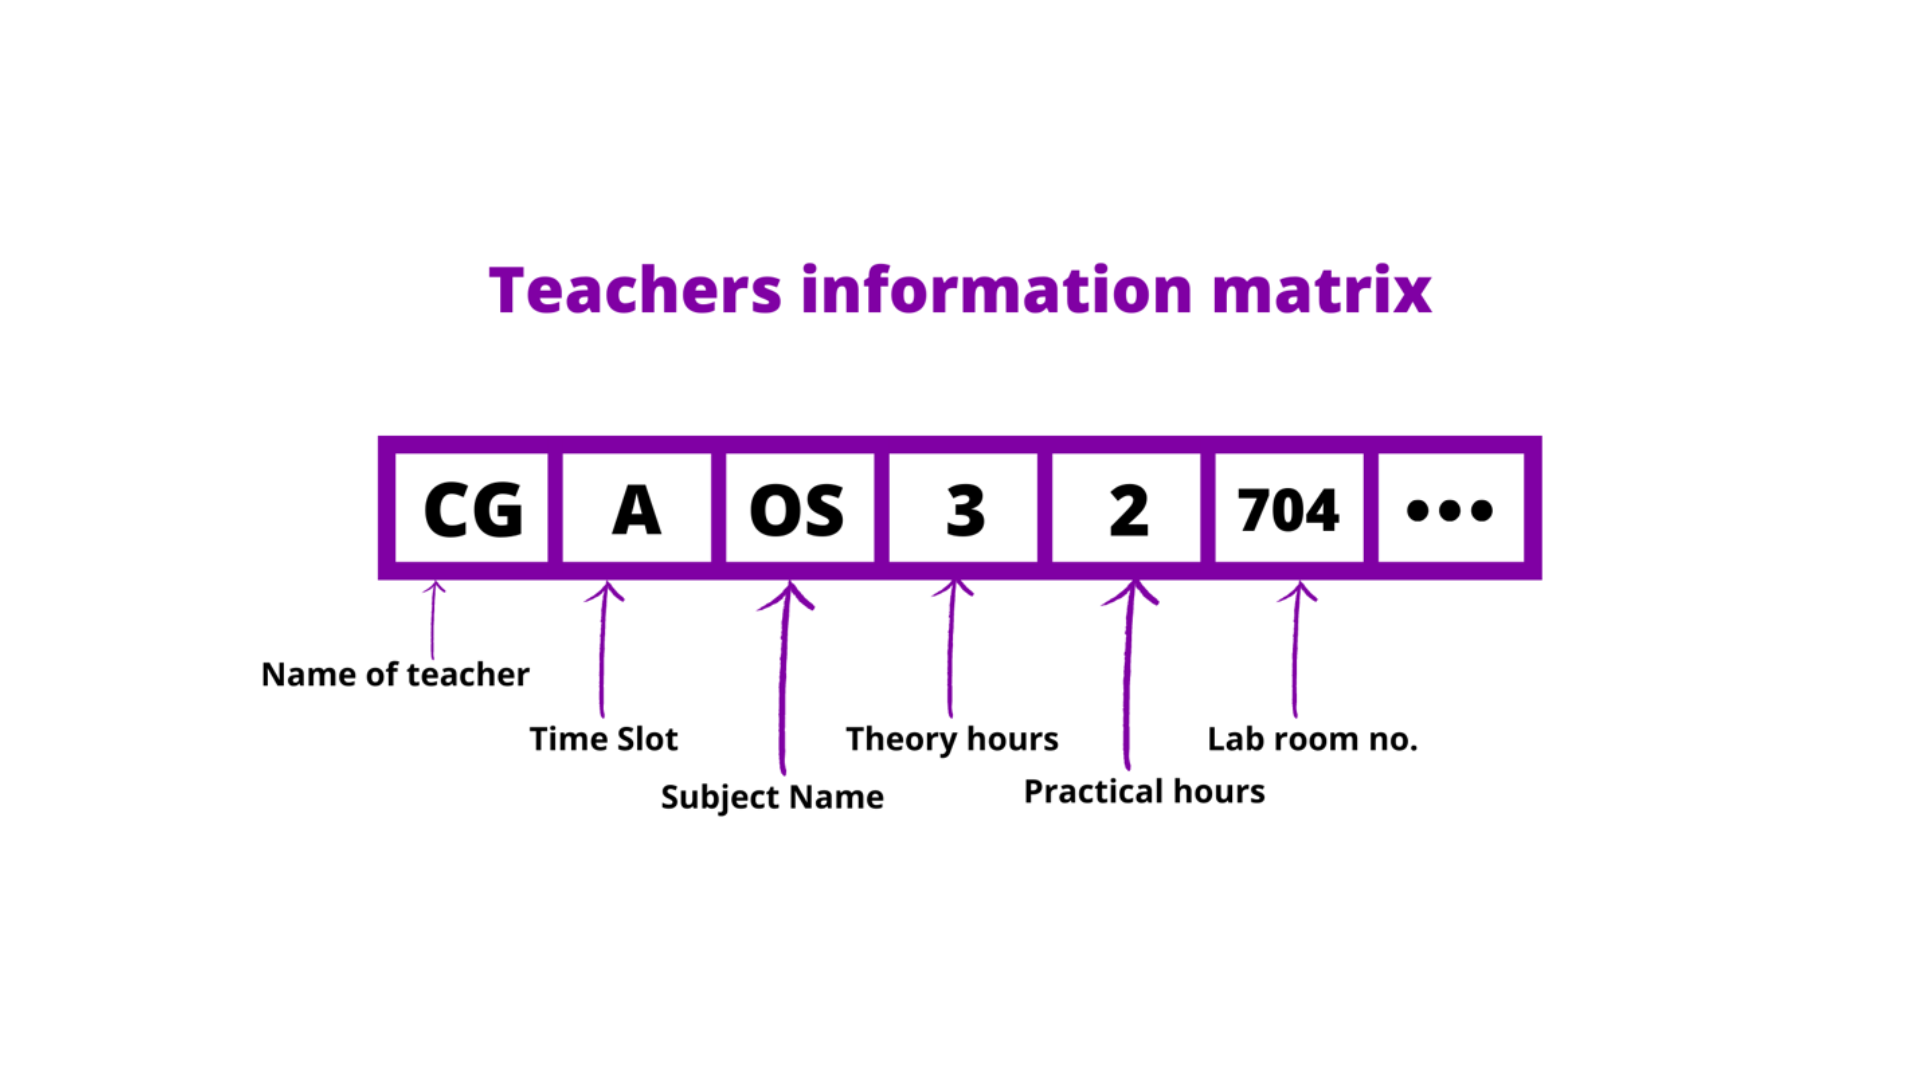 Teachers information matrix
CG A OS 3 2 704 •••
Name of teacher
Time Slot
Theory hours
Lab room no.
Subject Name
Practical hours